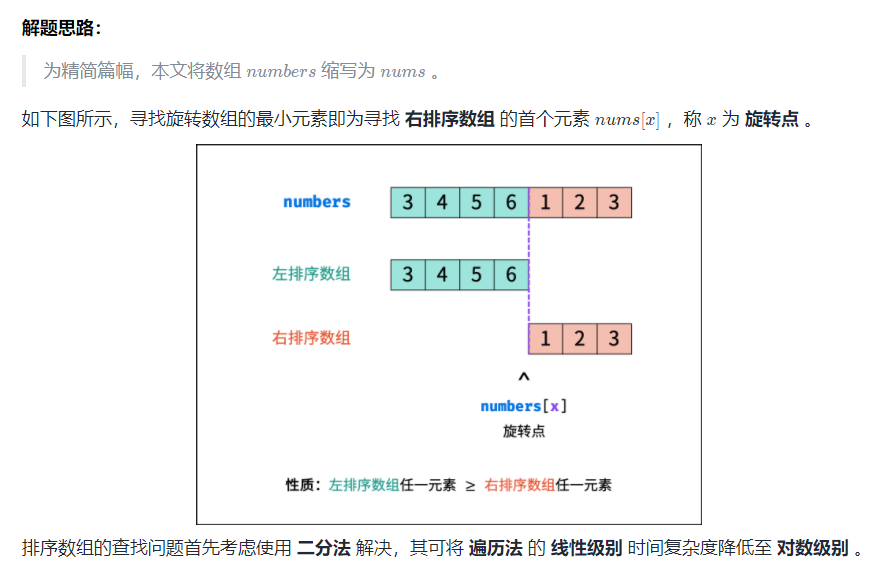 解题思路：
为精简篇幅，本文将数组 numbers 缩写为 nums 。
如下图所示，寻找旋转数组的最小元素即为寻找 右排序数组 的首个元素 nums[x] ，称 x 为 旋转点 。
numbers 3 4 5 6 1 2 3
左排序数组 3 4 5 6
右排序数组 1 2 3
^
numbers[x]
旋转点
性质：左排序数组任一元素 ≥ 右排序数组任一元素
排序数组的查找问题首先考虑使用 二分法 解决，其可将 遍历法 的 线性级别 时间复杂度降低至 对数级别 。